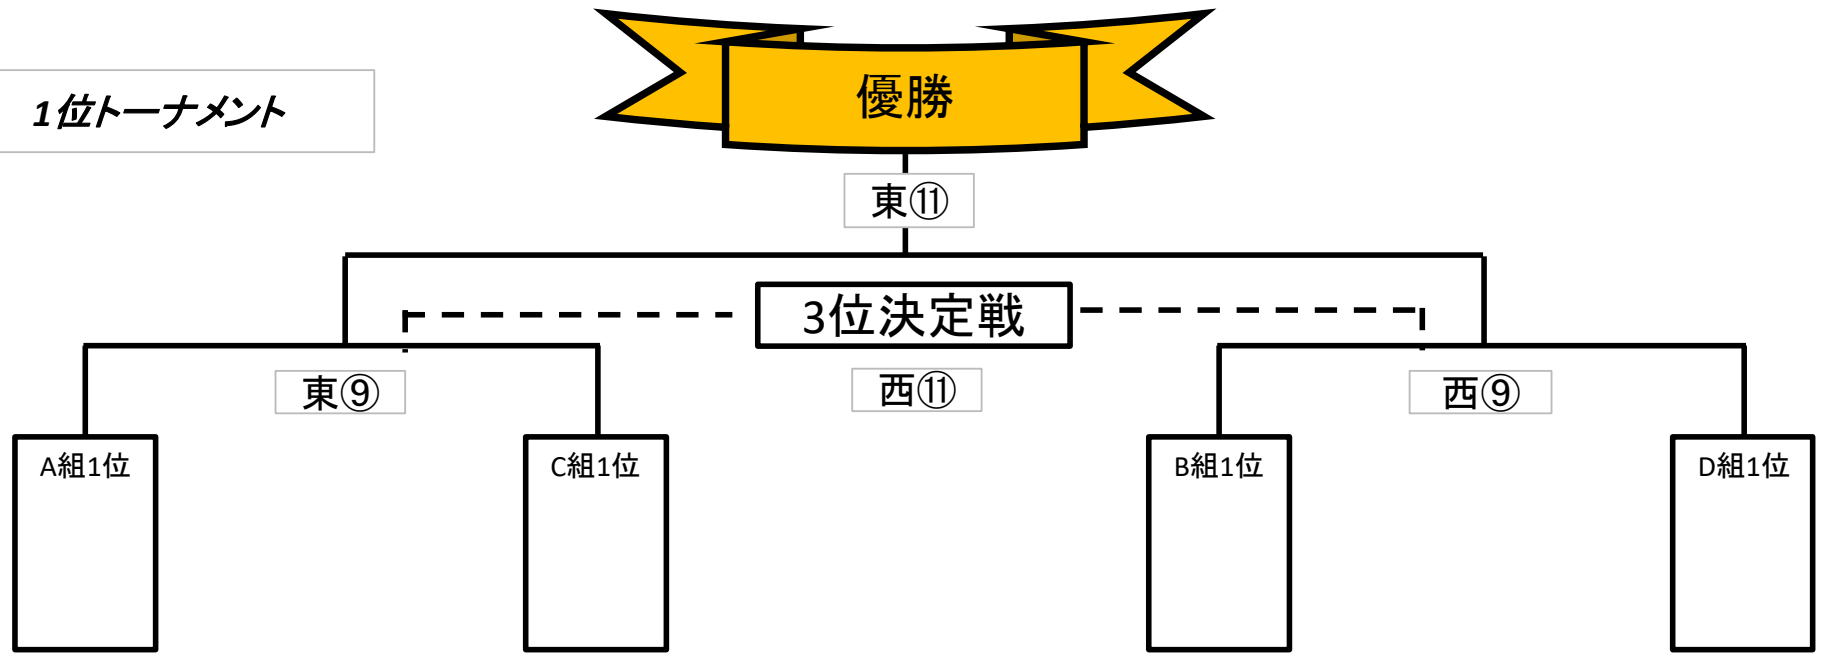 優勝
1位トーナメント
東⑪
3位決定戦
東⑨
西⑪
西⑨
A組1位
C組1位
B組1位
D組1位